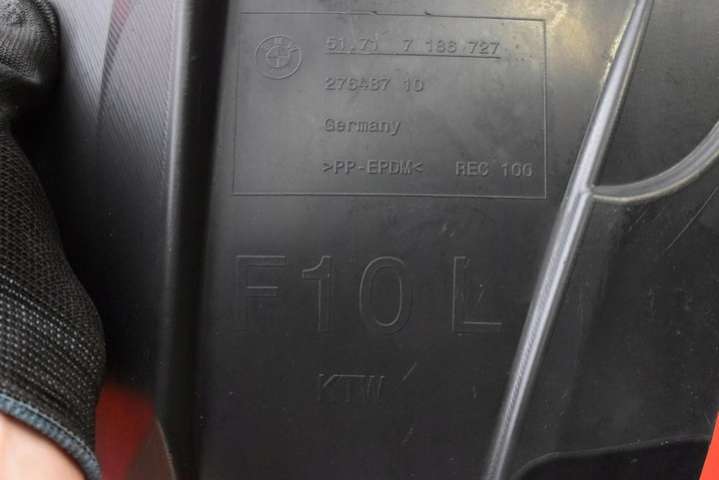 51.71 7 186 727
276487 10
Germany
>PP-EPDM< REC 100
F10 L
KTW